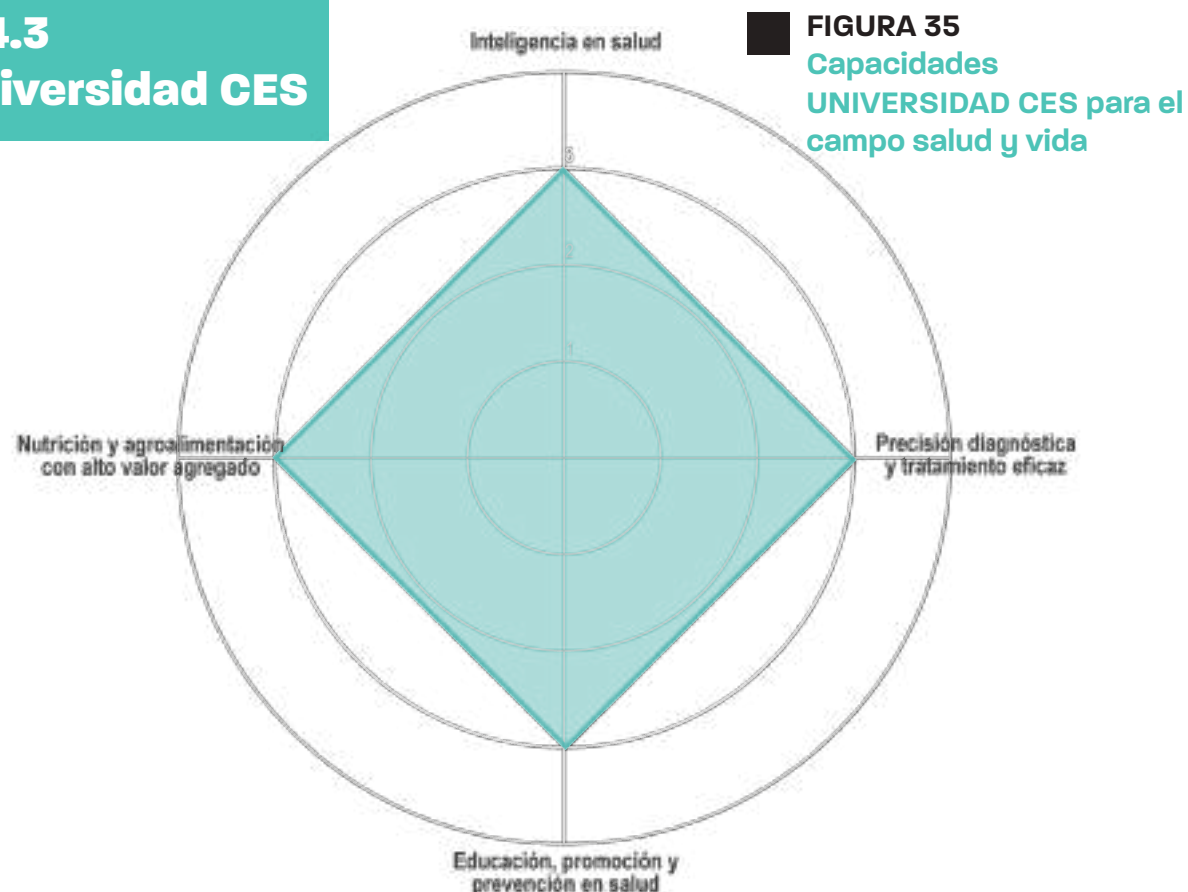 4.3
iversidad CES
FIGURA 35
Capacidades
UNIVERSIDAD CES para el
campo salud y vida
Inteligencia en salud
3
2
1
Nutrición y agroalimentación
con alto valor agregado
Precisión diagnóstica
y tratamiento eficaz
Educación, promoción y
prevención en salud